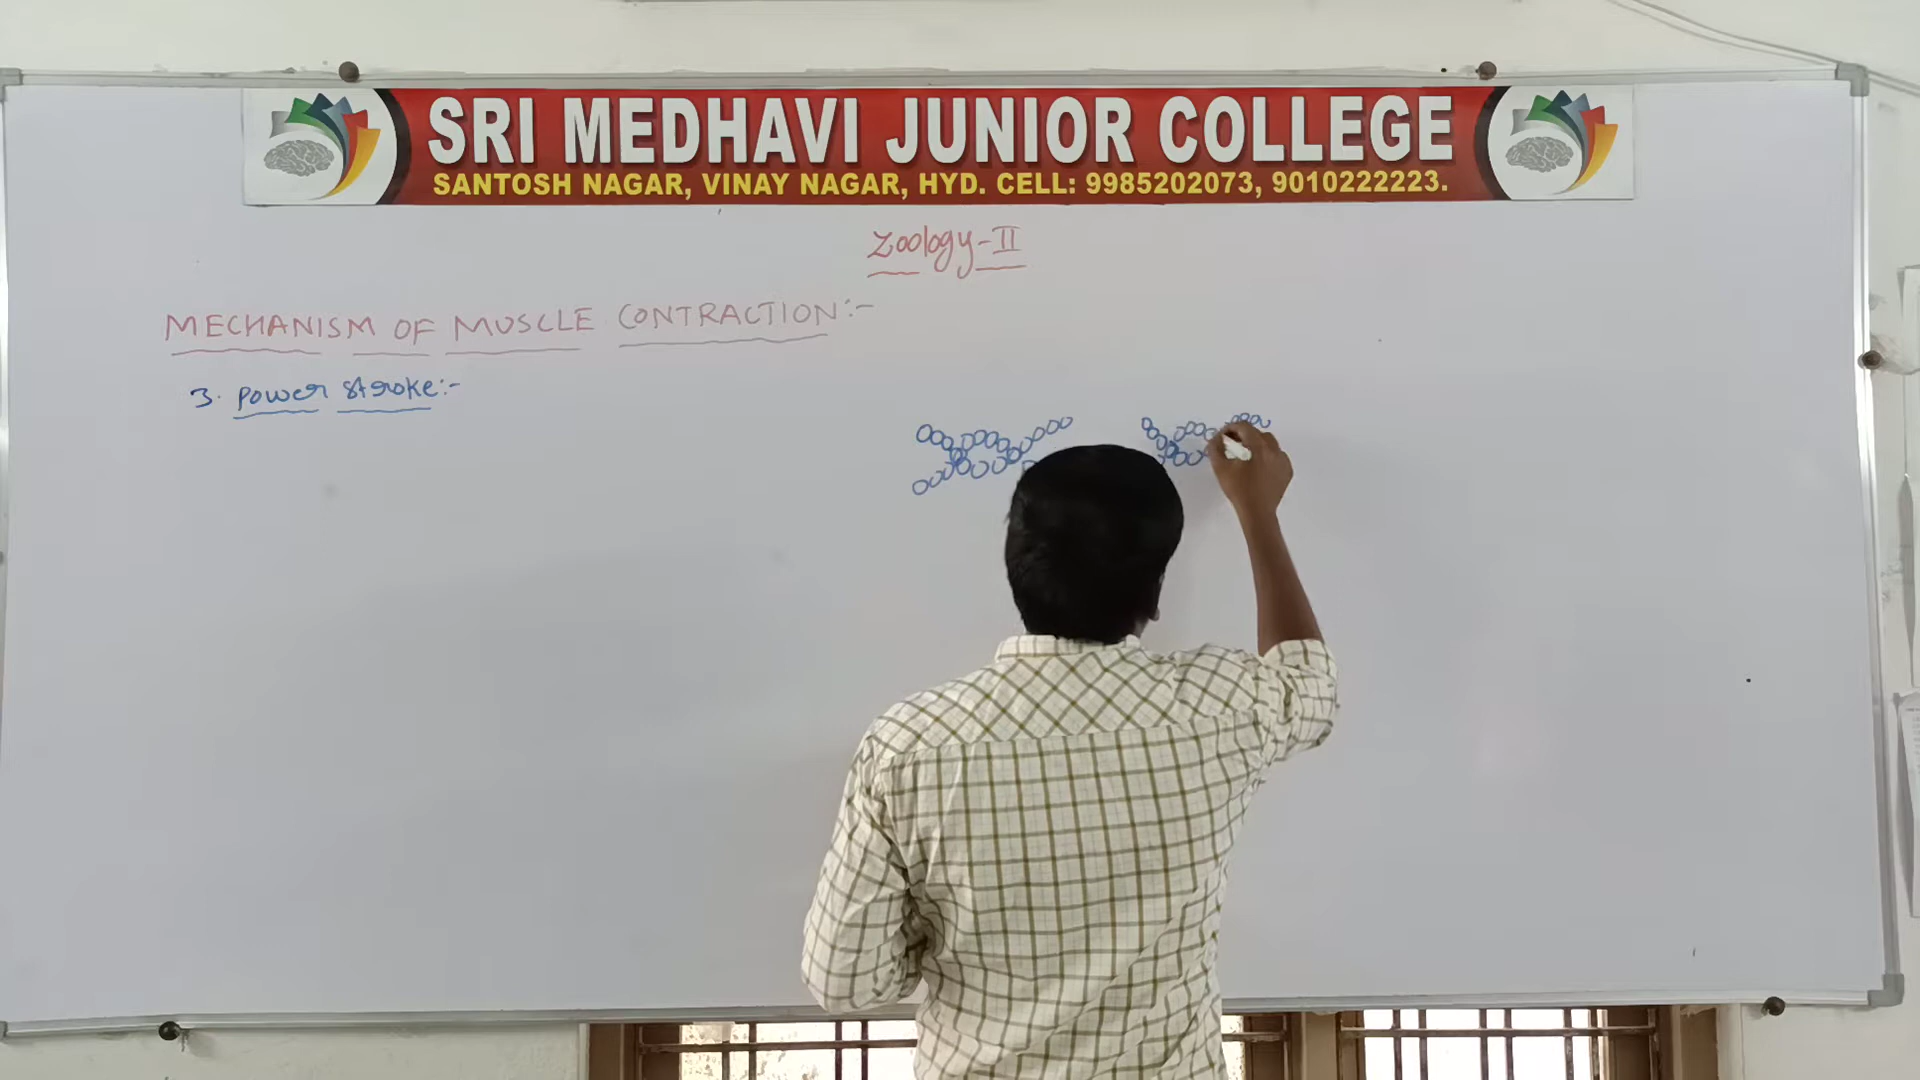 SRI MEDHAVI JUNIOR COLLEGE
SANTOSH NAGAR, VINAY NAGAR, HYD. CELL: 9985202073, 9010222223.
Zoology-II
MECHANISM OF MUSCLE CONTRACTION:-
3. power stroke:-